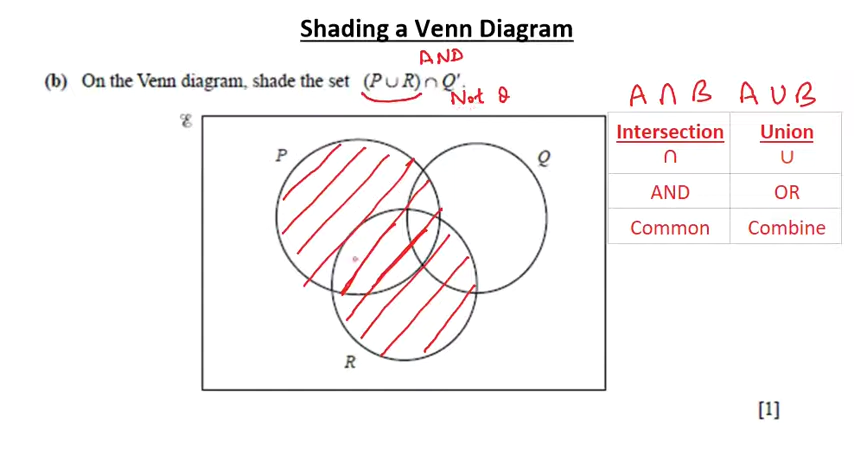 Shading a Venn Diagram
AND
(b) On the Venn diagram, shade the set (P ∪ R) ∩ Q'.
Not Q
A ∩ B A ∪ B
ℰ
Intersection Union
∩ ∪
P Q
AND OR
Common Combine
R
[1]